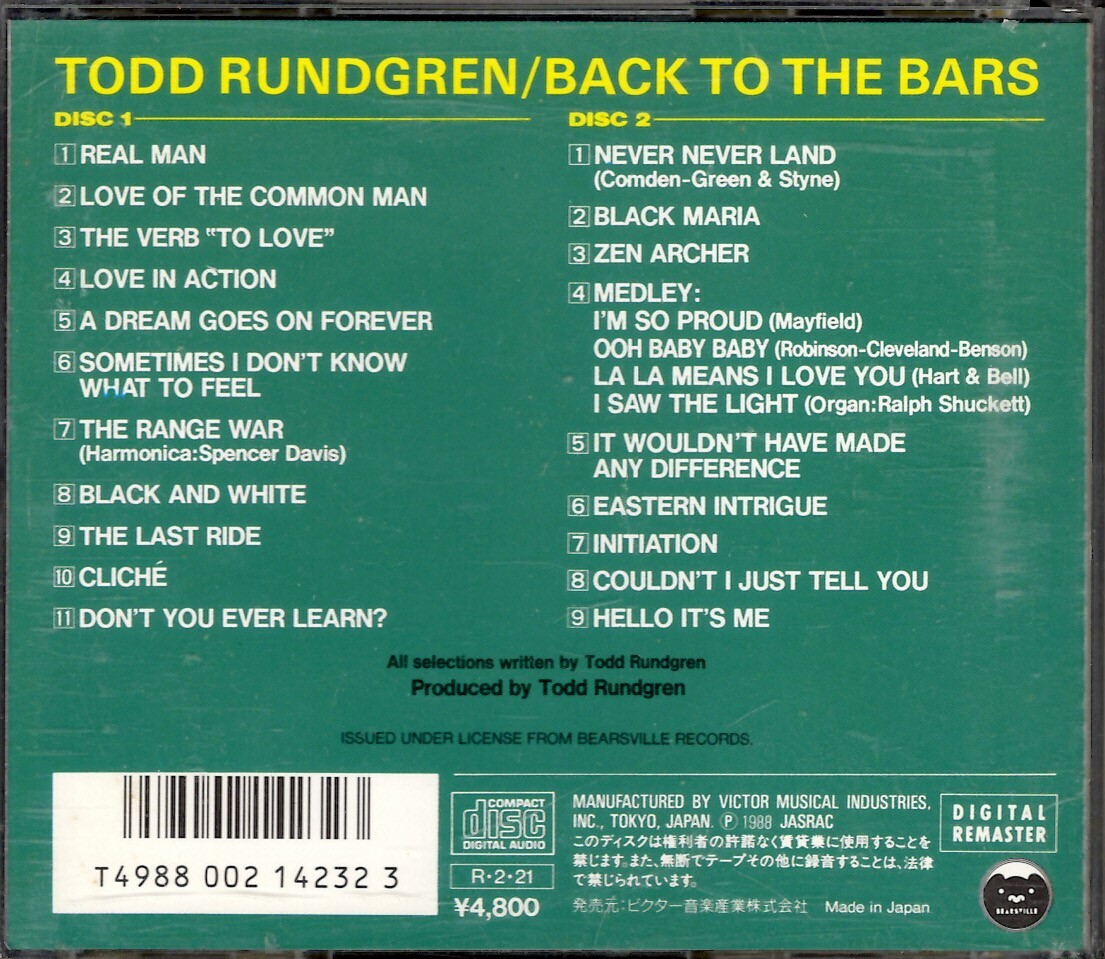 TODD RUNDGREN/BACK TO THE BARS
DISC 1
1 REAL MAN
2 LOVE OF THE COMMON MAN
3 THE VERB "TO LOVE"
4 LOVE IN ACTION
5 A DREAM GOES ON FOREVER
6 SOMETIMES I DON'T KNOW
WHAT TO FEEL
7 THE RANGE WAR
(Harmonica:Spencer Davis)
8 BLACK AND WHITE
9 THE LAST RIDE
10 CLICHÉ
11 DON'T YOU EVER LEARN?
DISC 2
1 NEVER NEVER LAND
(Comden-Green & Styne)
2 BLACK MARIA
3 ZEN ARCHER
4 MEDLEY:
I'M SO PROUD (Mayfield)
OOH BABY BABY (Robinson-Cleveland-Benson)
LA LA MEANS I LOVE YOU (Hart & Bell)
I SAW THE LIGHT (Organ:Ralph Shuckett)
5 IT WOULDN'T HAVE MADE
ANY DIFFERENCE
6 EASTERN INTRIGUE
7 INITIATION
8 COULDN'T I JUST TELL YOU
9 HELLO IT'S ME
All selections written by Todd Rundgren
Produced by Todd Rundgren
ISSUED UNDER LICENSE FROM BEARSVILLE RECORDS.
T4988 002 14232 3
COMPACT
disc
DIGITAL AUDIO
R・2・21
¥4,800
MANUFACTURED BY VICTOR MUSICAL INDUSTRIES,
INC., TOKYO, JAPAN. Ⓟ 1988 JASRAC
このディスクは権利者の許諾なく賃貸業に使用することを
禁じます。また、無断でテープその他に録音することは、法律
で禁じられています。
発売元:ビクター音楽産業株式会社 Made in Japan
DIGITAL
REMASTER
BEARSVILLE